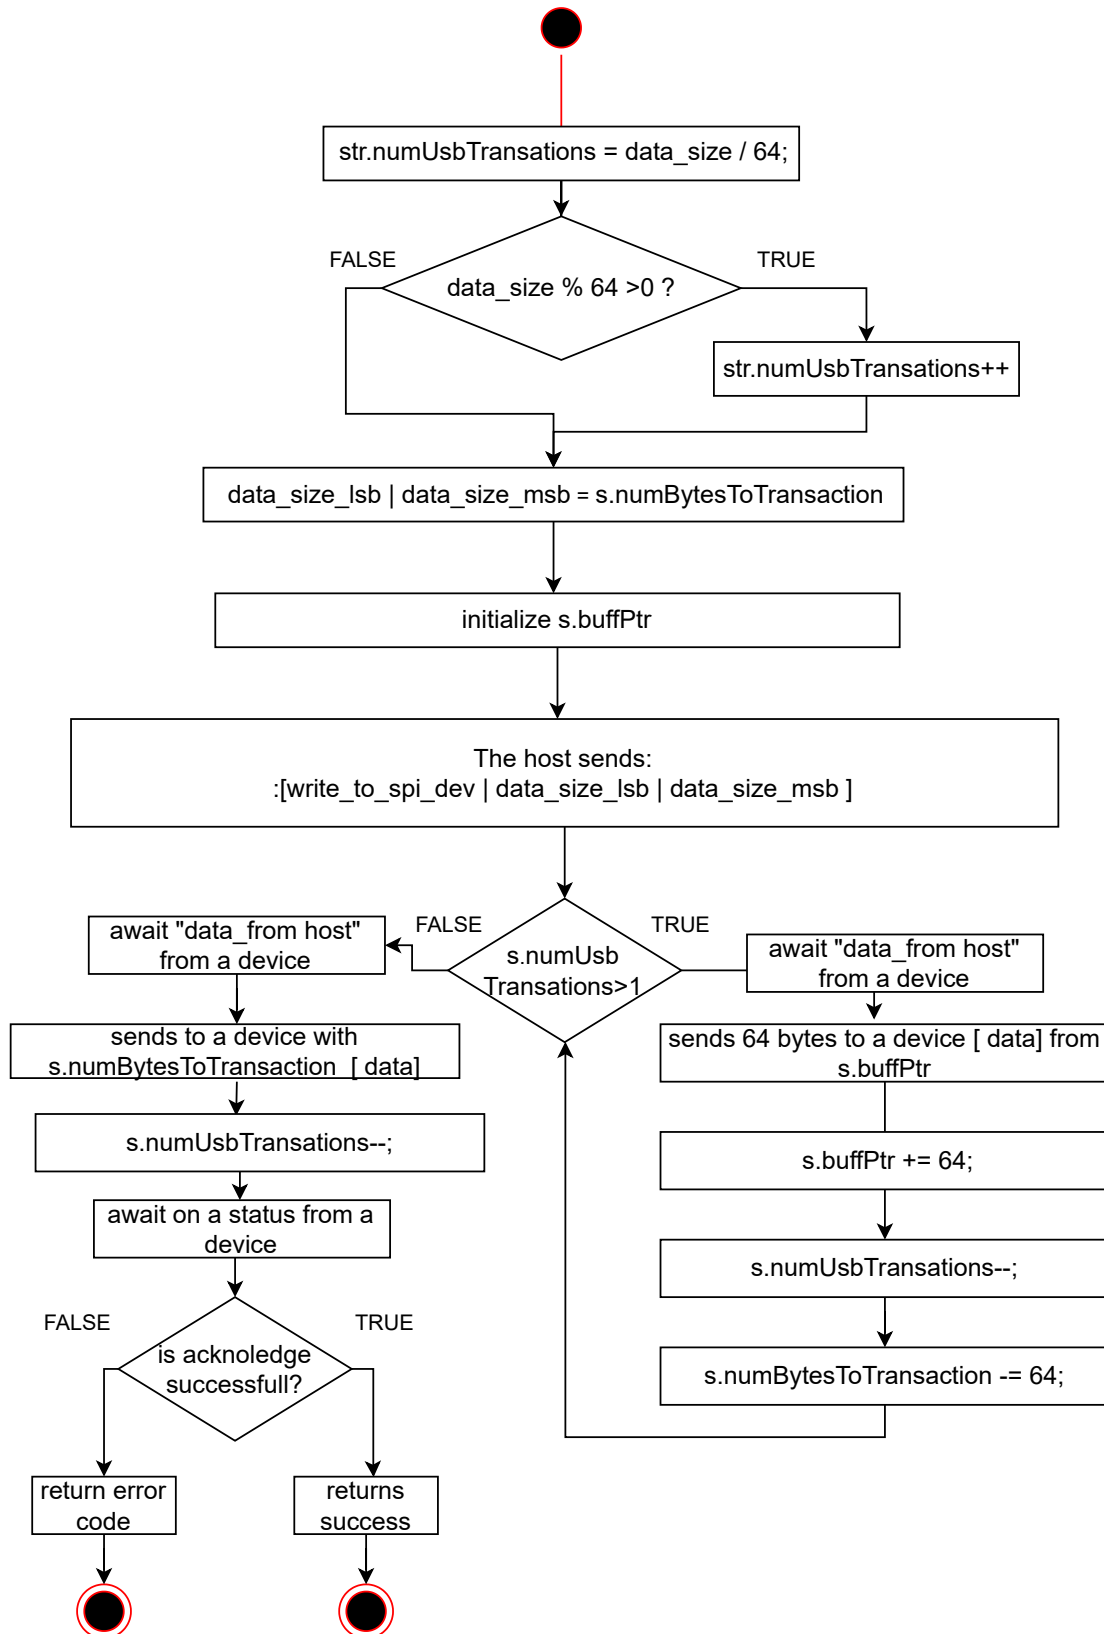 str.numUsbTransations = data_size / 64;
FALSE
TRUE
data_size % 64 >0 ?
str.numUsbTransations++
data_size_lsb | data_size_msb = s.numBytesToTransaction
initialize s.buffPtr
The host sends:
:[write_to_spi_dev | data_size_lsb | data_size_msb ]
FALSE
TRUE
s.numUsb
Transations>1
await "data_from host"
from a device
sends to a device with
s.numBytesToTransaction  [ data]
s.numUsbTransations--;
await on a status from a
device
FALSE
TRUE
is acknoledge
successfull?
return error
code
returns
success
await "data_from host"
from a device
sends 64 bytes to a device [ data] from
s.buffPtr
s.buffPtr += 64;
s.numUsbTransations--;
s.numBytesToTransaction -= 64;